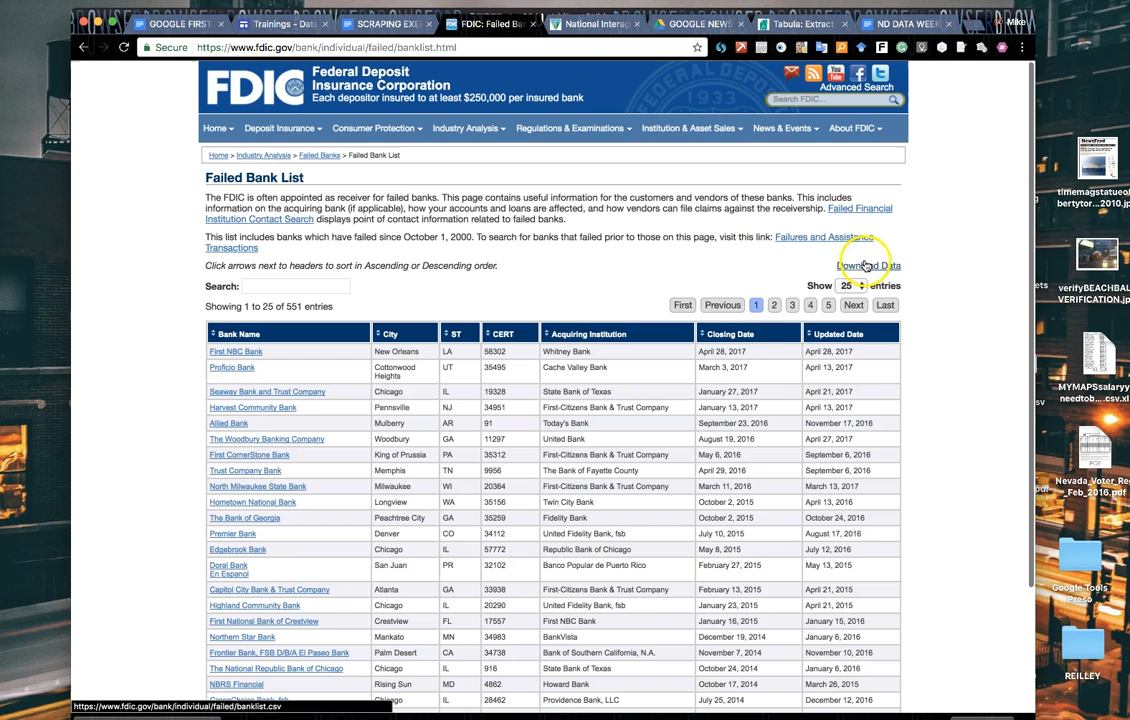 GOOGLE FIRST
Trainings - Data
SCRAPING EXE
FDIC: Failed Ban
National Interag
GOOGLE NEWS
Tabula: Extract
ND DATA WEEK
Mike
Secure
https://www.fdic.gov/bank/individual/failed/banklist.html
FDIC
Federal Deposit
Insurance Corporation
Each depositor insured to at least $250,000 per insured bank
Advanced Search
Search FDIC...
Home
Deposit Insurance
Consumer Protection
Industry Analysis
Regulations & Examinations
Institution & Asset Sales
News & Events
About FDIC
Home > Industry Analysis > Failed Banks > Failed Bank List
Failed Bank List
The FDIC is often appointed as receiver for failed banks. This page contains useful information for the customers and vendors of these banks. This includes
information on the acquiring bank (if applicable), how your accounts and loans are affected, and how vendors can file claims against the receivership. Failed Financial
Institution Contact Search displays point of contact information related to failed banks.
This list includes banks which have failed since October 1, 2000. To search for banks that failed prior to those on this page, visit this link: Failures and Assistance
Transactions
Click arrows next to headers to sort in Ascending or Descending order.
Download Data
Search:
Show 25 entries
Showing 1 to 25 of 551 entries
First Previous 1 2 3 4 5 Next Last
Bank Name City ST CERT Acquiring Institution Closing Date Updated Date
First NBC Bank New Orleans LA 58302 Whitney Bank April 28, 2017 April 28, 2017
Proficio Bank Cottonwood Heights UT 35495 Cache Valley Bank March 3, 2017 April 13, 2017
Seaway Bank and Trust Company Chicago IL 19328 State Bank of Texas January 27, 2017 April 21, 2017
Harvest Community Bank Pennsville NJ 34951 First-Citizens Bank & Trust Company January 13, 2017 April 13, 2017
Allied Bank Mulberry AR 91 Today's Bank September 23, 2016 November 17, 2016
The Woodbury Banking Company Woodbury GA 11297 United Bank August 19, 2016 April 27, 2017
First CornerStone Bank King of Prussia PA 35312 First-Citizens Bank & Trust Company May 6, 2016 September 6, 2016
Trust Company Bank Memphis TN 9956 The Bank of Fayette County April 29, 2016 September 6, 2016
North Milwaukee State Bank Milwaukee WI 20364 First-Citizens Bank & Trust Company March 11, 2016 March 13, 2017
Hometown National Bank Longview WA 35156 Twin City Bank October 2, 2015 April 13, 2016
The Bank of Georgia Peachtree City GA 35259 Fidelity Bank October 2, 2015 October 24, 2016
Premier Bank Denver CO 34112 United Fidelity Bank, fsb July 10, 2015 August 17, 2016
Edgebrook Bank Chicago IL 57772 Republic Bank of Chicago May 8, 2015 July 12, 2016
Doral Bank En Espanol San Juan PR 32102 Banco Popular de Puerto Rico February 27, 2015 May 13, 2015
Capitol City Bank & Trust Company Atlanta GA 33938 First-Citizens Bank & Trust Company February 13, 2015 April 21, 2015
Highland Community Bank Chicago IL 20290 United Fidelity Bank, fsb January 23, 2015 April 21, 2015
First National Bank of Crestview Crestview FL 17557 First NBC Bank January 16, 2015 January 15, 2016
Northern Star Bank Mankato MN 34983 BankVista December 19, 2014 January 6, 2016
Frontier Bank, FSB D/B/A El Paseo Bank Palm Desert CA 34738 Bank of Southern California, N.A. November 7, 2014 November 10, 2016
The National Republic Bank of Chicago Chicago IL 916 State Bank of Texas October 24, 2014 January 6, 2016
NBRS Financial Rising Sun MD 4862 Howard Bank October 17, 2014 March 26, 2015
GreenChoice Bank, fsb Chicago IL 28462 Providence Bank, LLC July 25, 2014 December 12, 2016
https://www.fdic.gov/bank/individual/failed/banklist.csv
timemagstatueof
bertytor...2010.jp
verifyBEACHBAL
VERIFICATION.jp
MYMAPSsalaryy
needtob....csv.xl
PDF
Nevada_Voter_Re
_Feb_2016.pdf
Google Tools
Preso
REILLEY